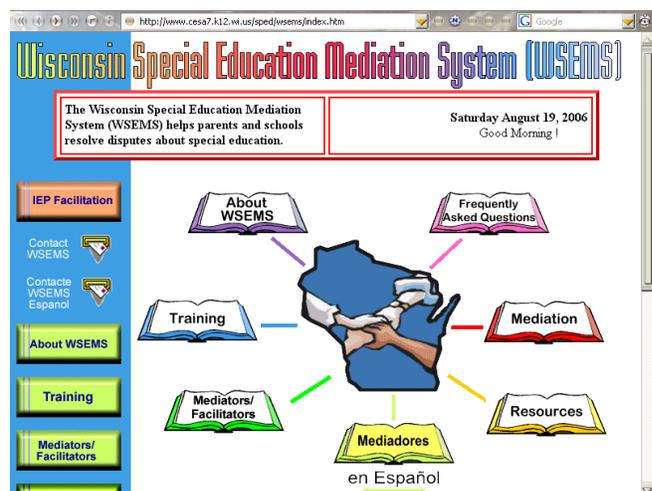 http://www.cesa7.k12.wi.us/sped/wsems/index.htm
Google
Wisconsin Special Education Mediation System (WSEMS)
The Wisconsin Special Education Mediation
System (WSEMS) helps parents and schools
resolve disputes about special education.
Saturday August 19, 2006
Good Morning !
IEP Facilitation
Contact
WSEMS
Contacte
WSEMS
Espanol
About WSEMS
Training
Mediators/
Facilitators
About
WSEMS
Frequently
Asked Questions
Training
Mediation
Mediators/
Facilitators
Resources
Mediadores
en Español